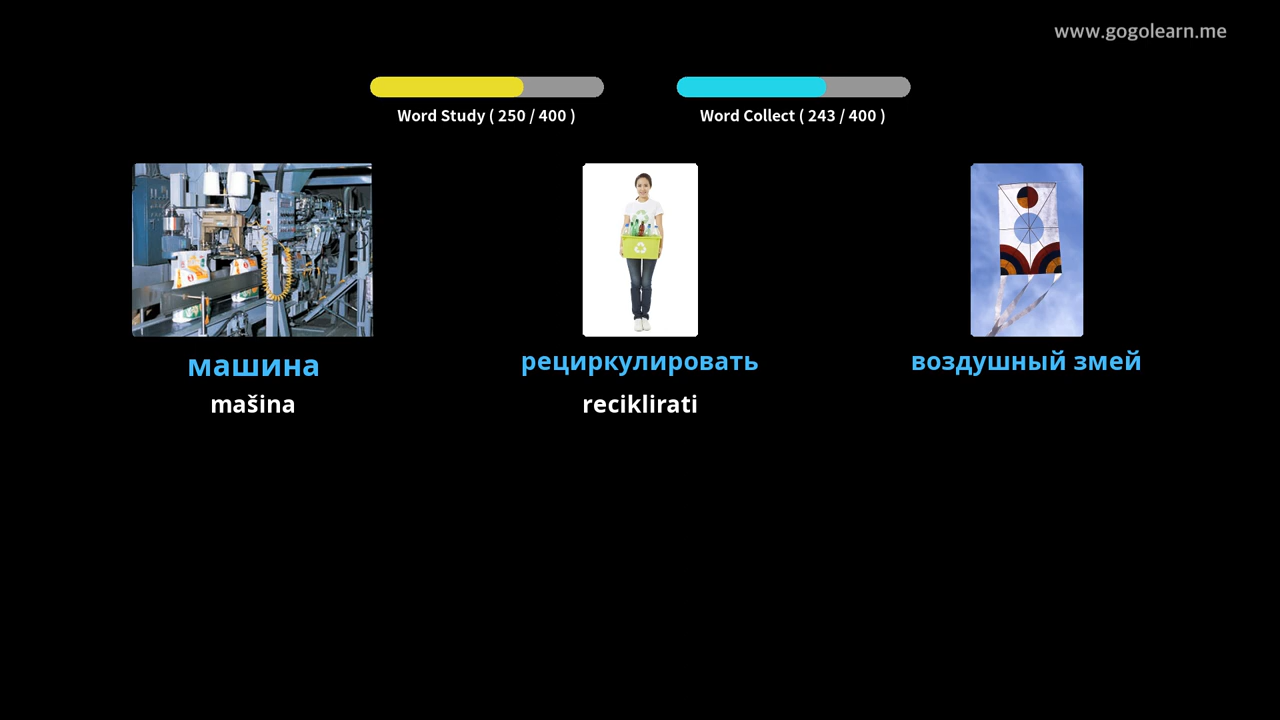 www.gogolearn.me
Word Study ( 250 / 400 )
Word Collect ( 243 / 400 )
машина
рециркулировать
воздушный змей
mašina
reciklirati